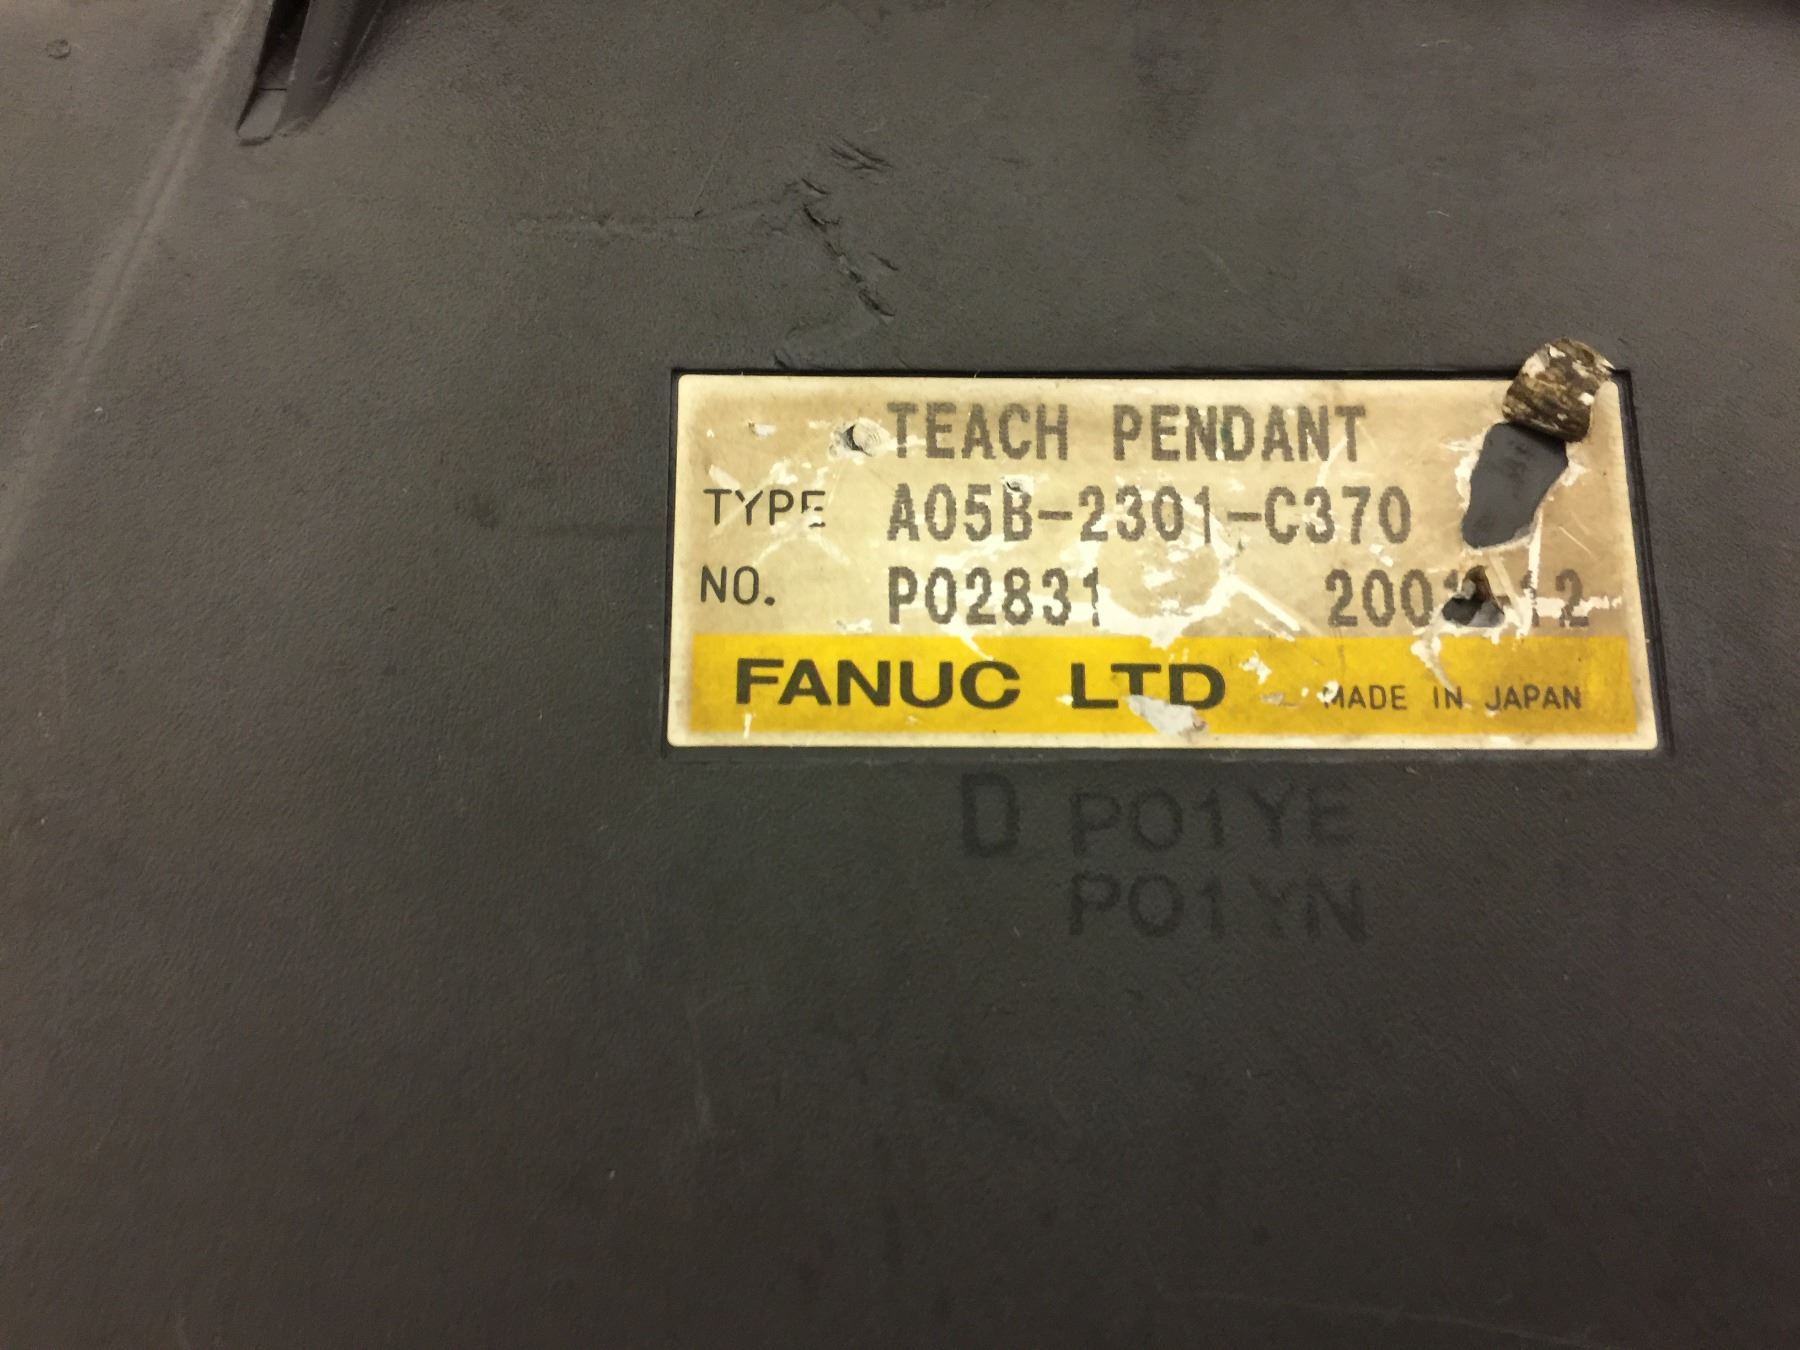 TEACH PENDANT
TYPE A05B-2301-C370
NO. P02831
FANUC LTD MADE IN JAPAN
D P01YE
P01YN